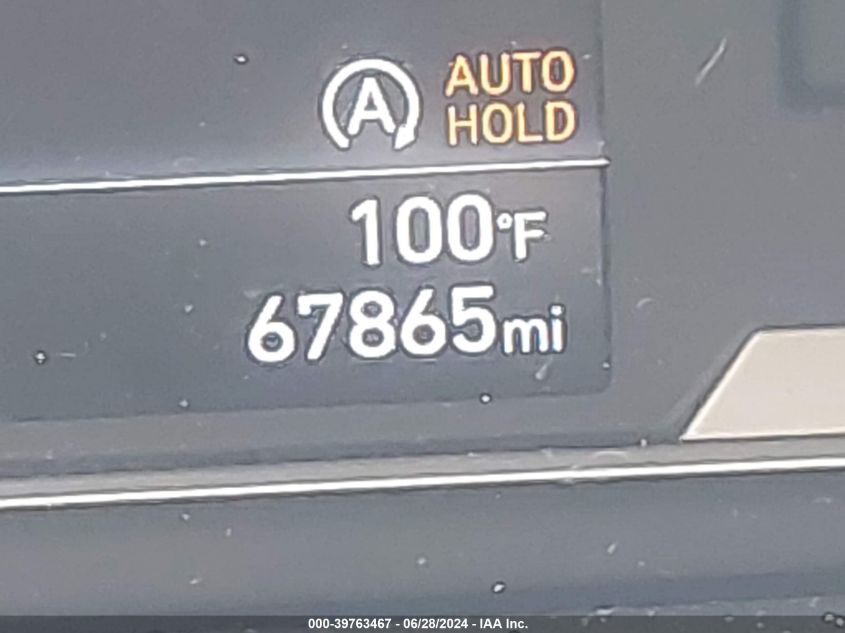 A AUTO
HOLD
100°F
67865mi
000-39763467 - 06/28/2024 - IAA Inc.